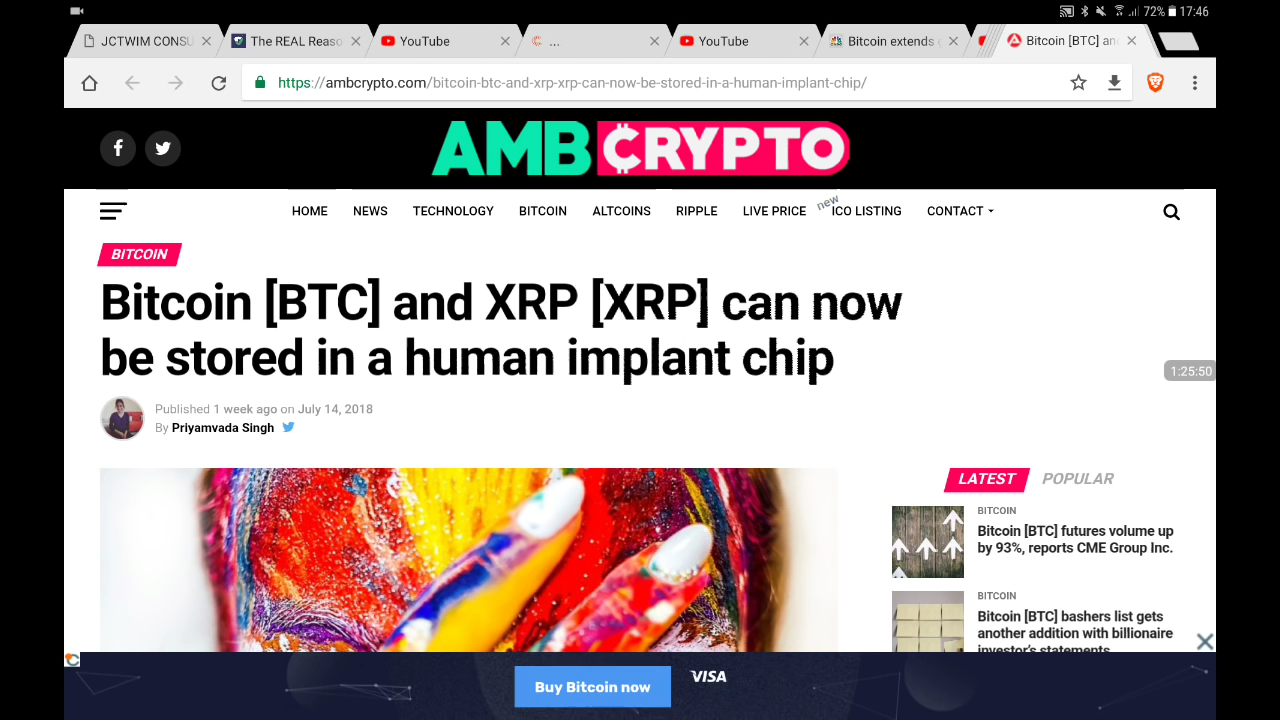 72% 17:46
JCTWIM CONSU
The REAL Reaso
YouTube
...
YouTube
Bitcoin extends g
Bitcoin [BTC] an
https://ambcrypto.com/bitcoin-btc-and-xrp-xrp-can-now-be-stored-in-a-human-implant-chip/
AMBCRYPTO
HOME NEWS TECHNOLOGY BITCOIN ALTCOINS RIPPLE LIVE PRICE new ICO LISTING CONTACT
BITCOIN
Bitcoin [BTC] and XRP [XRP] can now
be stored in a human implant chip
1:25:50
Published 1 week ago on July 14, 2018
By Priyamvada Singh
LATEST POPULAR
BITCOIN
Bitcoin [BTC] futures volume up
by 93%, reports CME Group Inc.
BITCOIN
Bitcoin [BTC] bashers list gets
another addition with billionaire
investor's statements
Buy Bitcoin now VISA